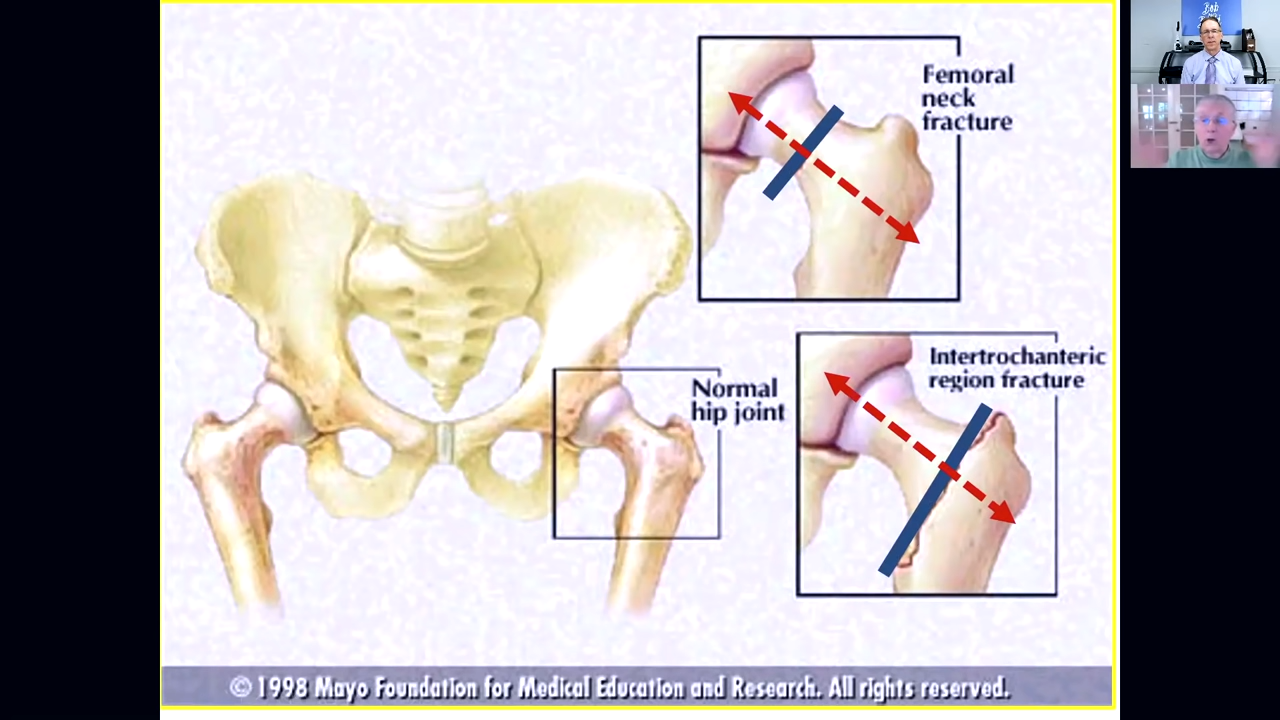 Femoral
neck
fracture
Intertrochanteric
region fracture
Normal
hip joint
© 1998 Mayo Foundation for Medical Education and Research. All rights reserved.
Bob